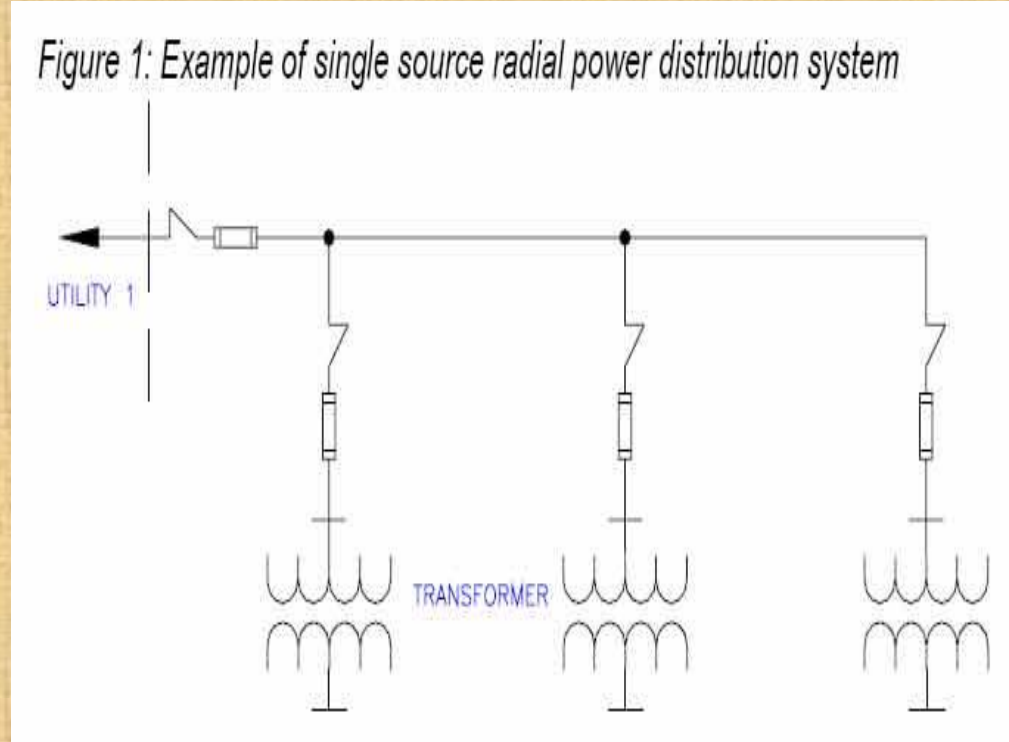 Figure 1: Example of single source radial power distribution system
UTILITY 1
TRANSFORMER